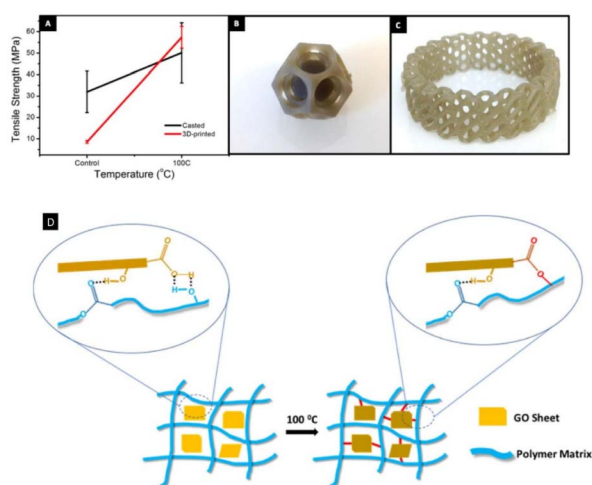 A
Tensile Strength (MPa)
60
50
40
30
20
10
Casted
3D-printed
Control
100C
Temperature (°C)
B
C
D
O
O
H
H
O
O
H
O
O
O
O
H
O
O
O
O
100 ⁰C
GO Sheet
Polymer Matrix